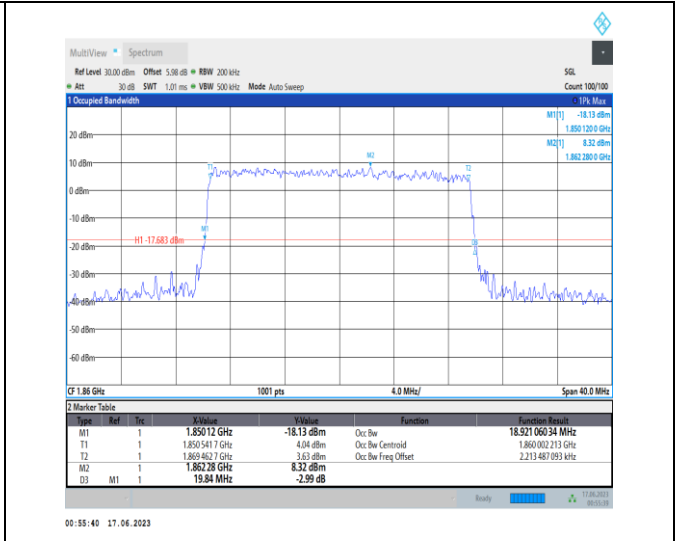 MultiView Spectrum
Ref Level 30.00 dBm Offset 5.98 dB RBW 200 kHz SGL
Att 30 dB SWT 1.01 ms VBW 500 kHz Mode Auto Sweep Count 100/100
1 Occupied Bandwidth 1Pk Max
M1[1] -18.13 dBm
1.850 120 0 GHz
M2[1] 8.32 dBm
1.862 280 0 GHz
20 dBm
10 dBm
0 dBm
-10 dBm
-20 dBm
-30 dBm
-40 dBm
-50 dBm
-60 dBm
T1
M2
T2
M1
H1 -17.683 dBm
D3
CF 1.86 GHz 1001 pts 4.0 MHz/ Span 40.0 MHz
2 Marker Table
Type Ref Trc X-Value Y-Value Function Function Result
M1 1 1.85012 GHz -18.13 dBm Occ Bw 18.921 060 34 MHz
T1 1 1.850 541 7 GHz 4.04 dBm Occ Bw Centroid 1.860 002 213 GHz
T2 1 1.869 462 7 GHz 3.63 dBm Occ Bw Freq Offset 2.213 487 093 kHz
M2 1 1.862 28 GHz 8.32 dBm
D3 M1 1 19.84 MHz -2.99 dB
Ready 17.06.2023
00:55:39
00:55:40 17.06.2023